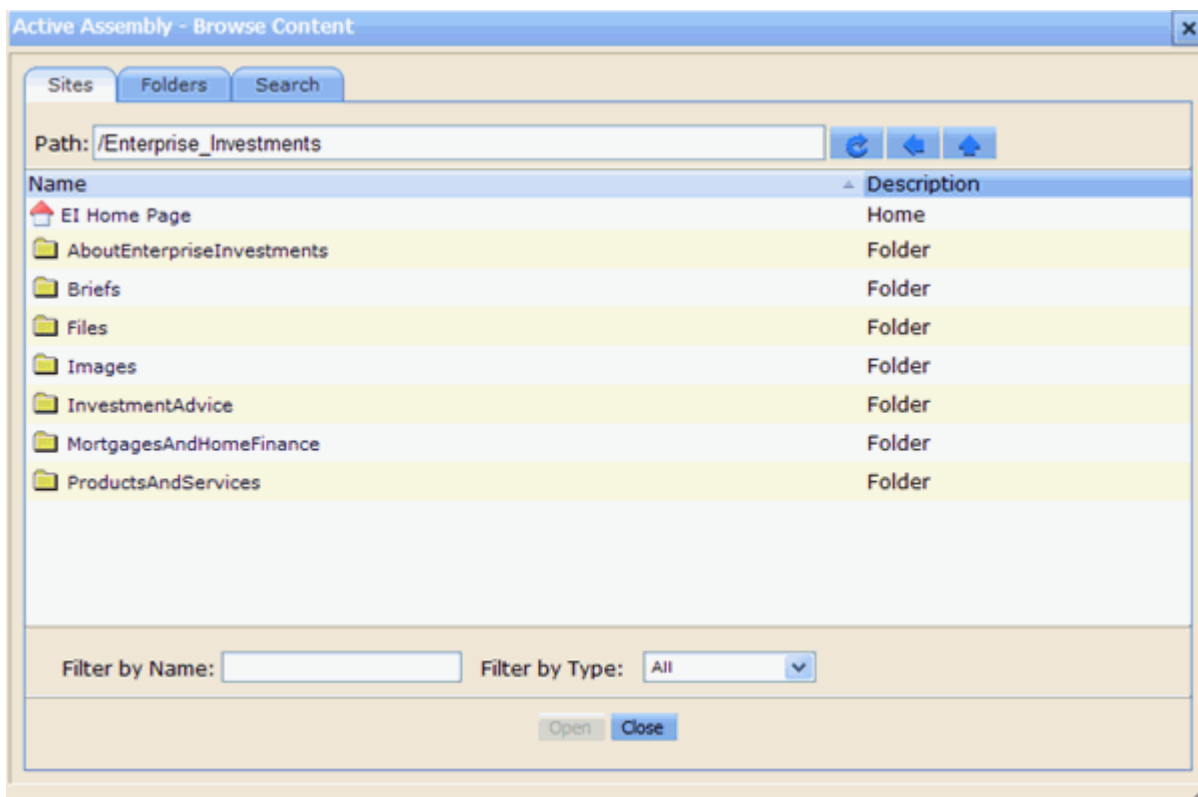 Active Assembly - Browse Content
Sites Folders Search
Path: /Enterprise_Investments
Name Description
EI Home Page Home
AboutEnterpriseInvestments Folder
Briefs Folder
Files Folder
Images Folder
InvestmentAdvice Folder
MortgagesAndHomeFinance Folder
ProductsAndServices Folder
Filter by Name: Filter by Type: All
Open Close